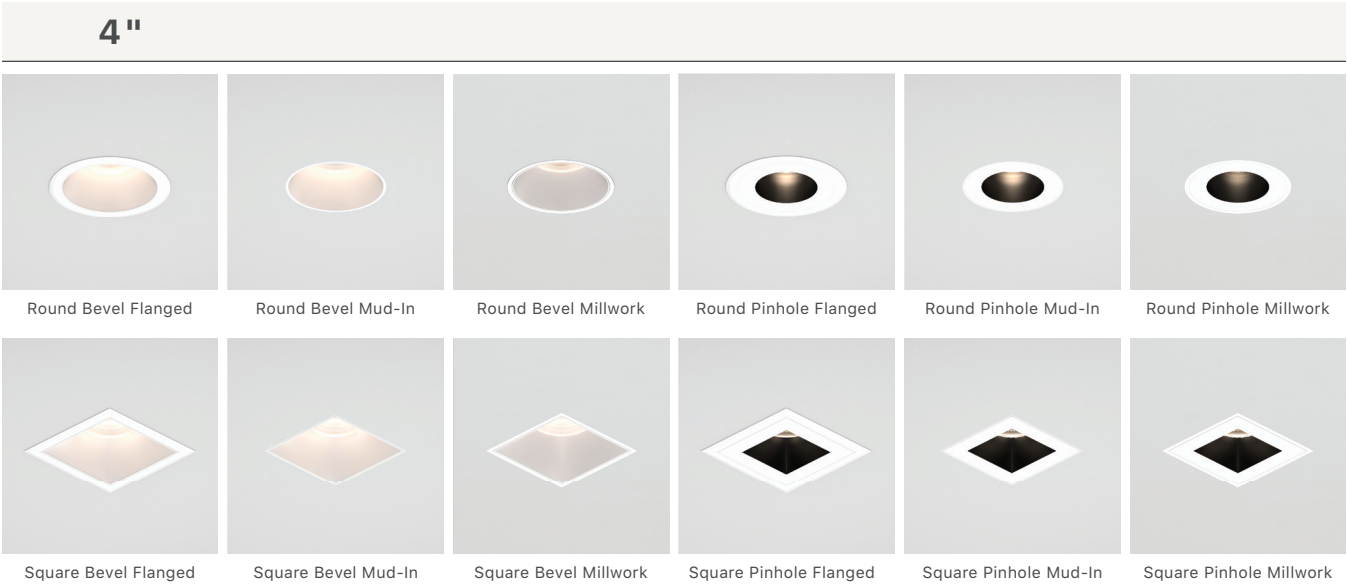 4"
Round Bevel Flanged
Round Bevel Mud-In
Round Bevel Millwork
Round Pinhole Flanged
Round Pinhole Mud-In
Round Pinhole Millwork
Square Bevel Flanged
Square Bevel Mud-In
Square Bevel Millwork
Square Pinhole Flanged
Square Pinhole Mud-In
Square Pinhole Millwork